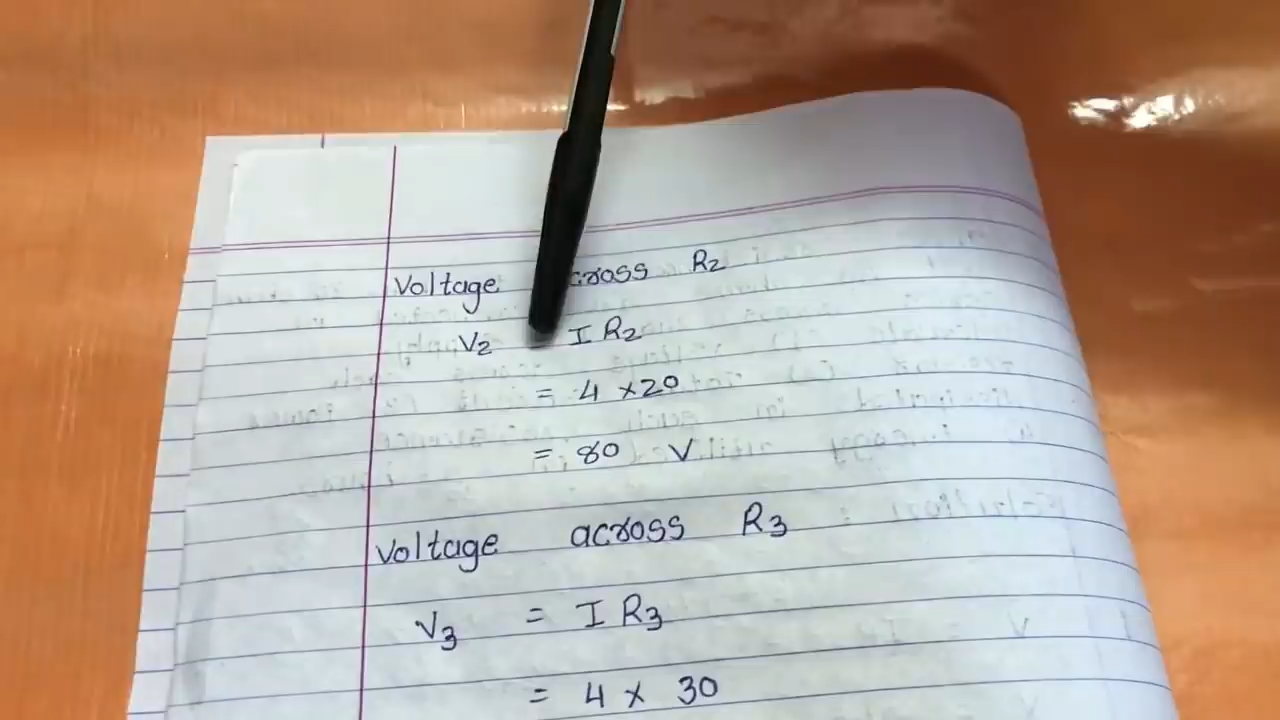 Voltage across R2
V2 = I R2
= 4 x 20
= 80 V
Voltage across R3
V3 = I R3
= 4 x 30